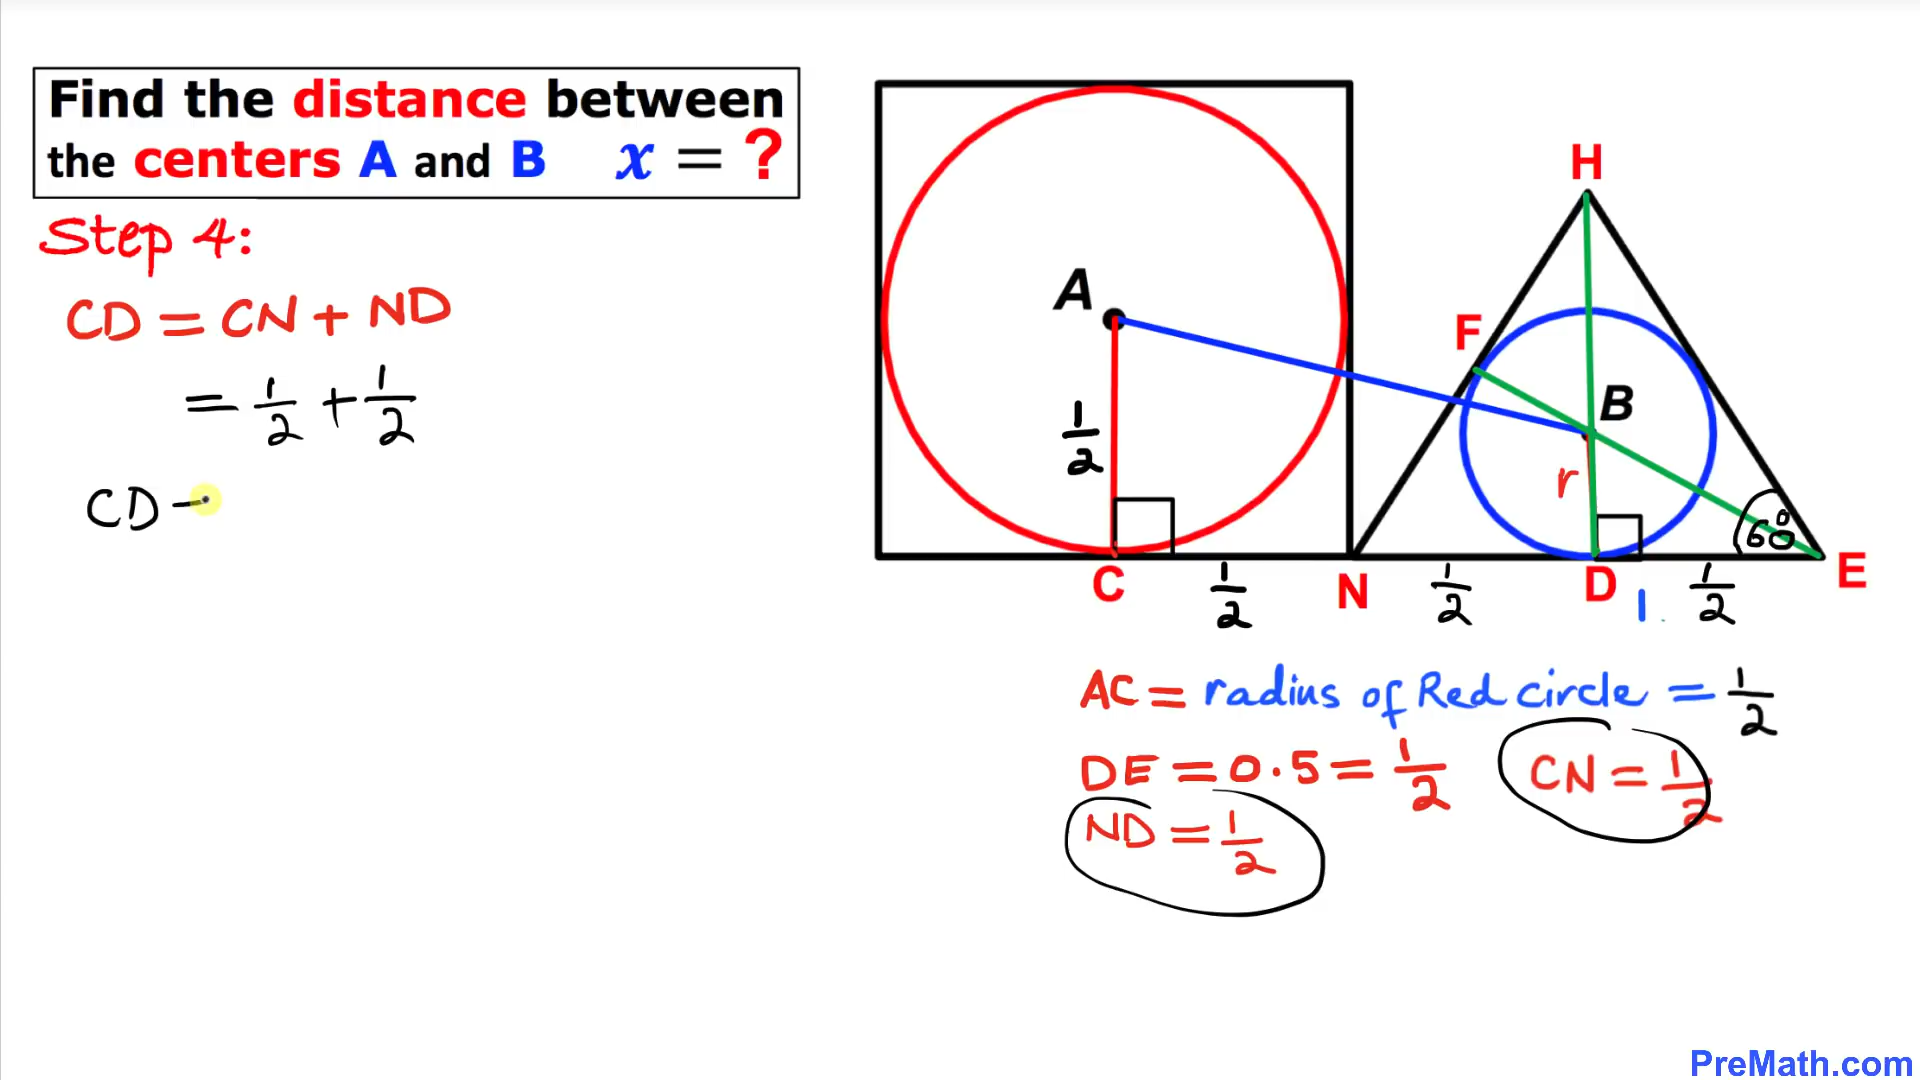 Find the distance between
the centers A and B x = ?
Step 4:
CD = CN + ND
= 1/2 + 1/2
CD =
H
A
F
B
1/2
r
60°
C
1/2
N
1/2
D
1
1/2
E
AC = radius of Red circle = 1/2
DE = 0.5 = 1/2
CN = 1/2
ND = 1/2
PreMath.com